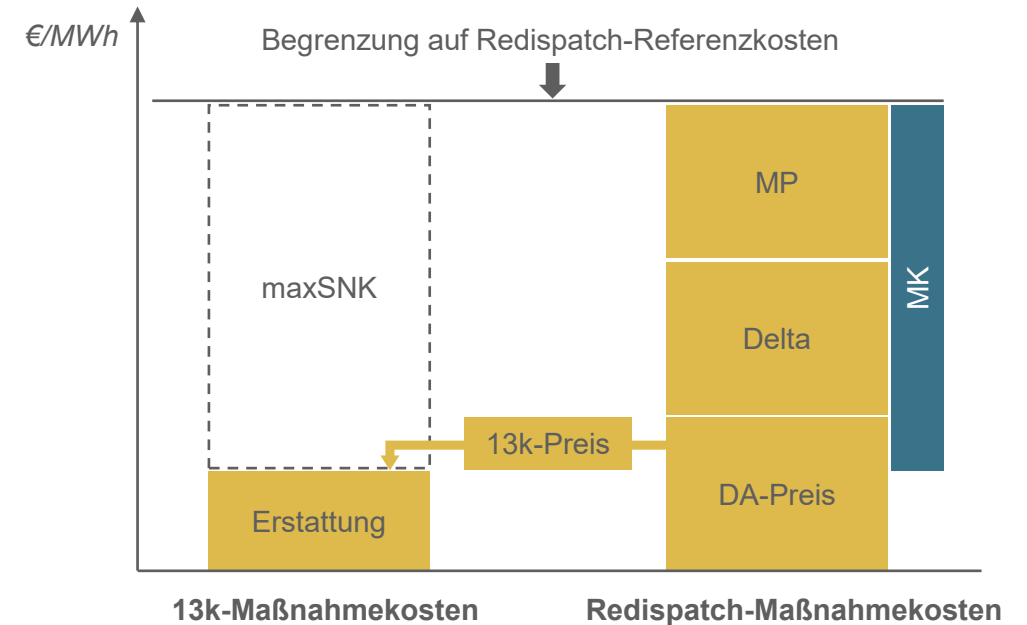 €/MWh
Begrenzung auf Redispatch-Referenzkosten
MP
maxSNK
MK
Delta
13k-Preis
DA-Preis
Erstattung
13k-Maßnahmekosten
Redispatch-Maßnahmekosten